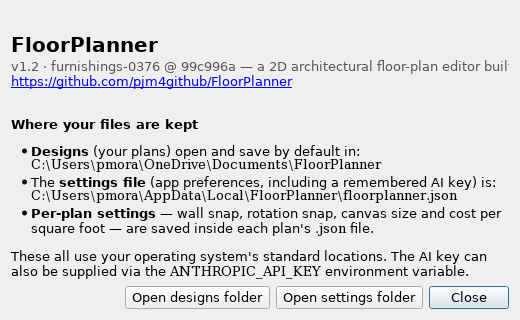 FloorPlanner
v1.2 · furnishings-0376 @ 99c996a — a 2D architectural floor-plan editor buil
https://github.com/pjm4github/FloorPlanner
Where your files are kept
• Designs (your plans) open and save by default in:
C:\Users\pmora\OneDrive\Documents\FloorPlanner
• The settings file (app preferences, including a remembered AI key) is:
C:\Users\pmora\AppData\Local\FloorPlanner\floorplanner.json
• Per-plan settings — wall snap, rotation snap, canvas size and cost per
square foot — are saved inside each plan's .json file.
These all use your operating system's standard locations. The AI key can
also be supplied via the ANTHROPIC_API_KEY environment variable.
Open designs folder Open settings folder Close